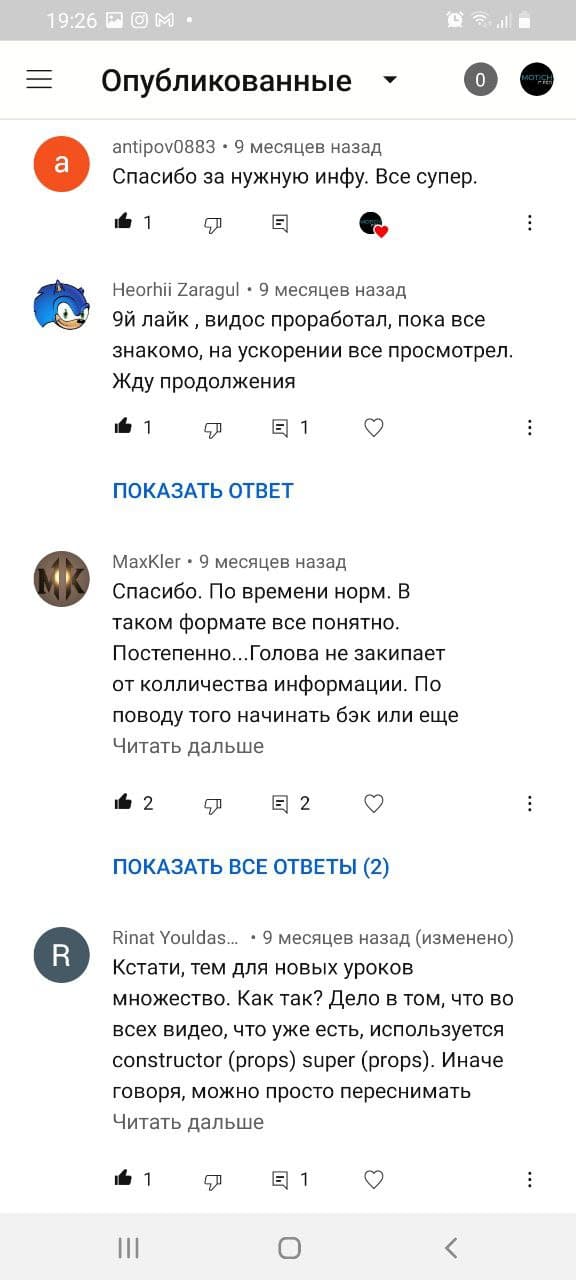 19:26
Опубликованные
0
MOTICH
a
antipov0883 • 9 месяцев назад
Спасибо за нужную инфу. Все супер.
1
Heorhii Zaragul • 9 месяцев назад
9й лайк , видос проработал, пока все
знакомо, на ускорении все просмотрел.
Жду продолжения
1 1
ПОКАЗАТЬ ОТВЕТ
MK
MaxKler • 9 месяцев назад
Спасибо. По времени норм. В
таком формате все понятно.
Постепенно...Голова не закипает
от колличества информации. По
поводу того начинать бэк или еще
Читать дальше
2 2
ПОКАЗАТЬ ВСЕ ОТВЕТЫ (2)
R
Rinat Youldas... • 9 месяцев назад (изменено)
Кстати, тем для новых уроков
множество. Как так? Дело в том, что во
всех видео, что уже есть, используется
constructor (props) super (props). Иначе
говоря, можно просто переснимать
Читать дальше
1 1